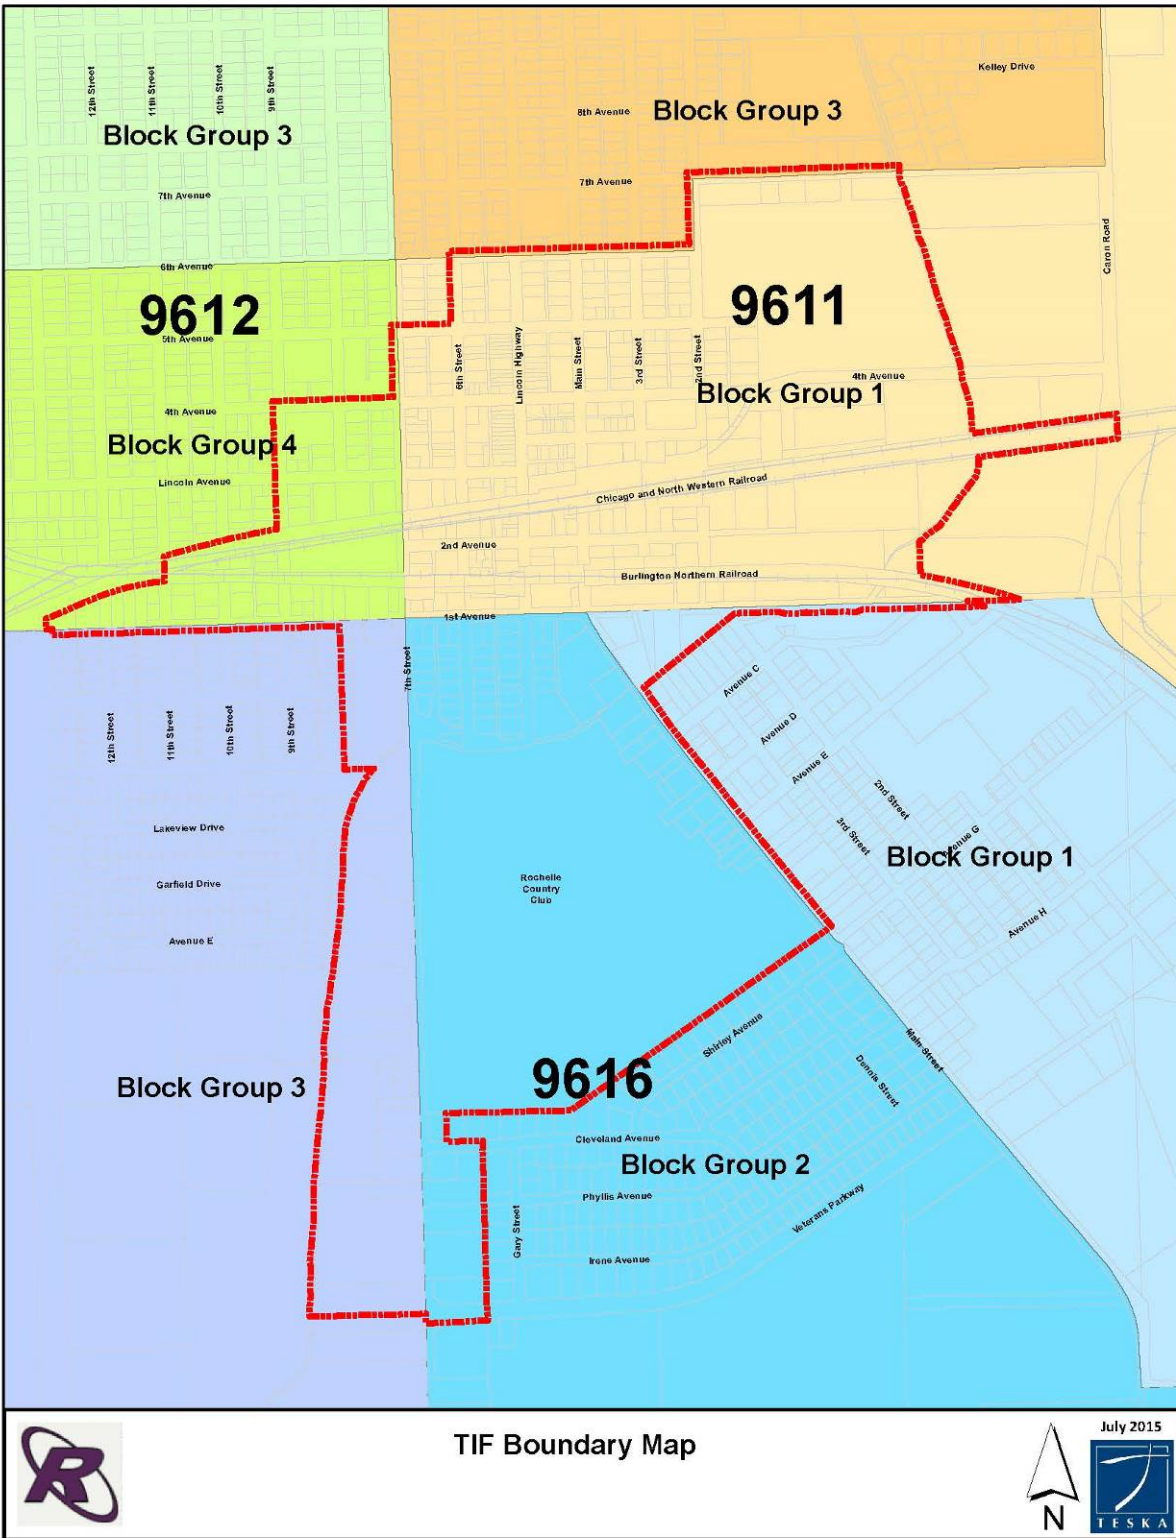 Kelley Drive
12th Street
11th Street
10th Street
9th Street
8th Avenue
Block Group 3
Block Group 3
7th Avenue
7th Avenue
Caron Road
6th Avenue
9612
9611
5th Avenue
6th Street
Lincoln Highway
Main Street
3rd Street
2nd Street
4th Avenue
Block Group 1
4th Avenue
Block Group 4
Lincoln Avenue
Chicago and North Western Railroad
2nd Avenue
Burlington Northern Railroad
1st Avenue
7th Street
Avenue C
12th Street
11th Street
10th Street
9th Street
Avenue D
Avenue E
2nd Street
3rd Street
Avenue G
Lakeview Drive
Block Group 1
Garfield Drive
Rochelle
Country
Club
Avenue H
Avenue E
Shirley Avenue
Main Street
Dennis Street
9616
Block Group 3
Cleveland Avenue
Block Group 2
Phyllis Avenue
Veterans Parkway
Gary Street
Irene Avenue
R
TIF Boundary Map
N
July 2015
TESKA